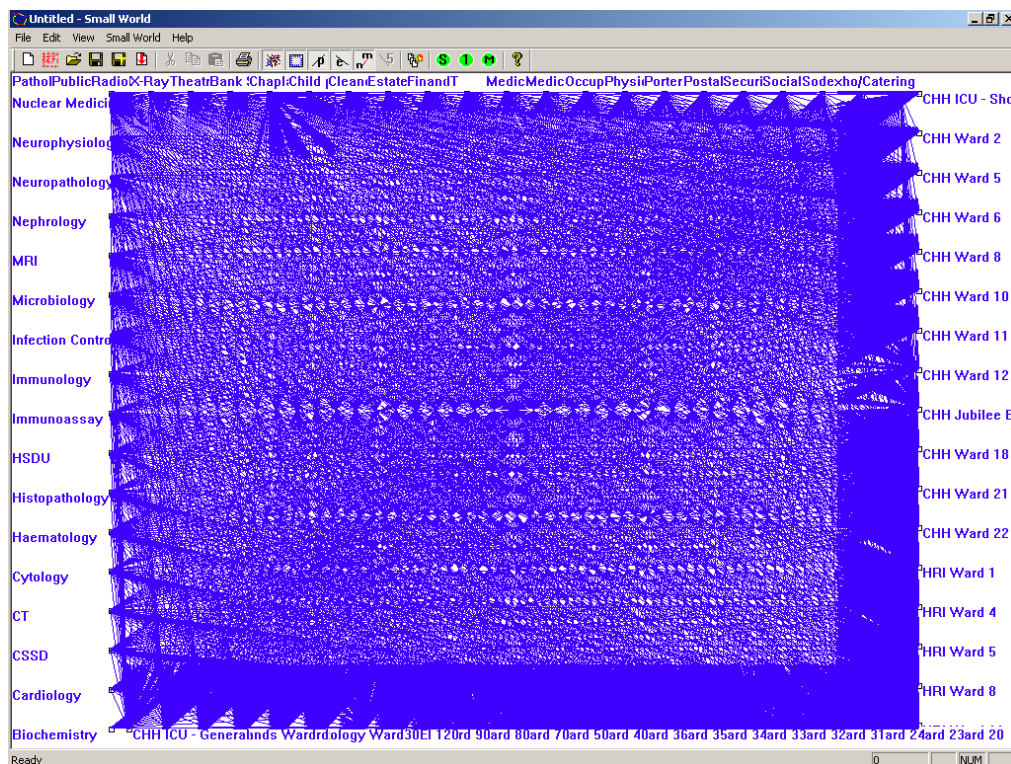 Untitled - Small World
File Edit View Small World Help
S 1 M ?
PatholPublicRadioX-RayTheatrBank SChaplaiChild pCleaneEstateFinandT MedicMedicOccupPhysiPorterPostalSecuriSocialSodexho/Catering
Nuclear Medicin
Neurophysiolog
Neuropathology
Nephrology
MRI
Microbiology
Infection Contro
Immunology
Immunoassay
HSDU
Histopathology
Haematology
Cytology
CT
CSSD
Cardiology
Biochemistry
CHH ICU - Sho
CHH Ward 2
CHH Ward 5
CHH Ward 6
CHH Ward 8
CHH Ward 10
CHH Ward 11
CHH Ward 12
CHH Jubilee E
CHH Ward 18
CHH Ward 21
CHH Ward 22
HRI Ward 1
HRI Ward 4
HRI Ward 5
HRI Ward 8
CHH ICU - Generalnds Wardrdology Ward30El 120rd 90ard 80ard 70ard 50ard 40ard 36ard 35ard 34ard 33ard 32ard 31ard 24ard 23ard 20
Ready 0 NUM